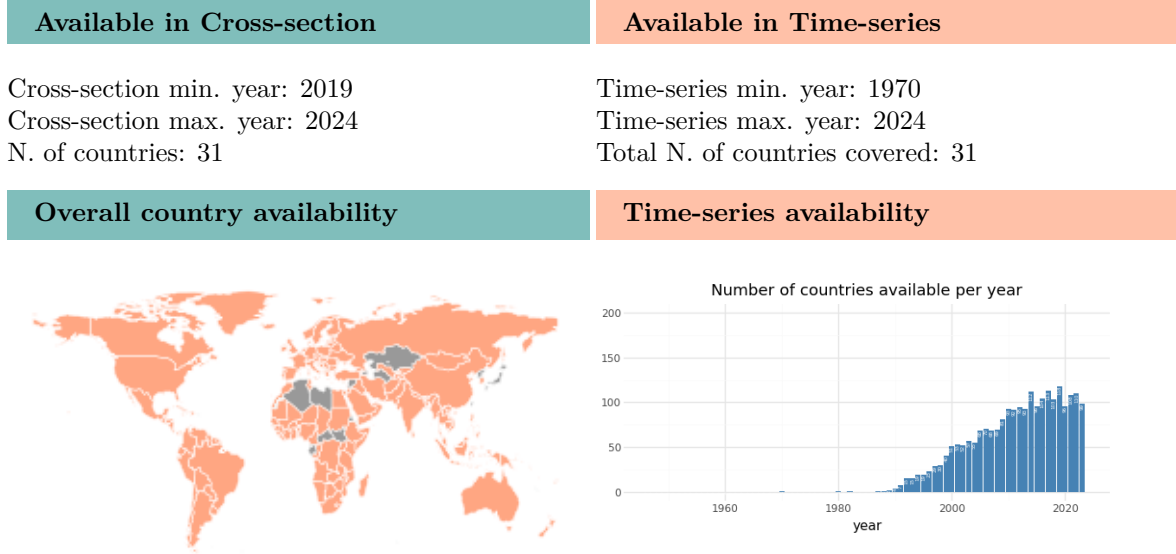 Available in Cross-section
Available in Time-series
Cross-section min. year: 2019
Cross-section max. year: 2024
N. of countries: 31
Time-series min. year: 1970
Time-series max. year: 2024
Total N. of countries covered: 31
Overall country availability
Time-series availability
Number of countries available per year
200
150
100
50
0
1960
1980
2000
2020
year